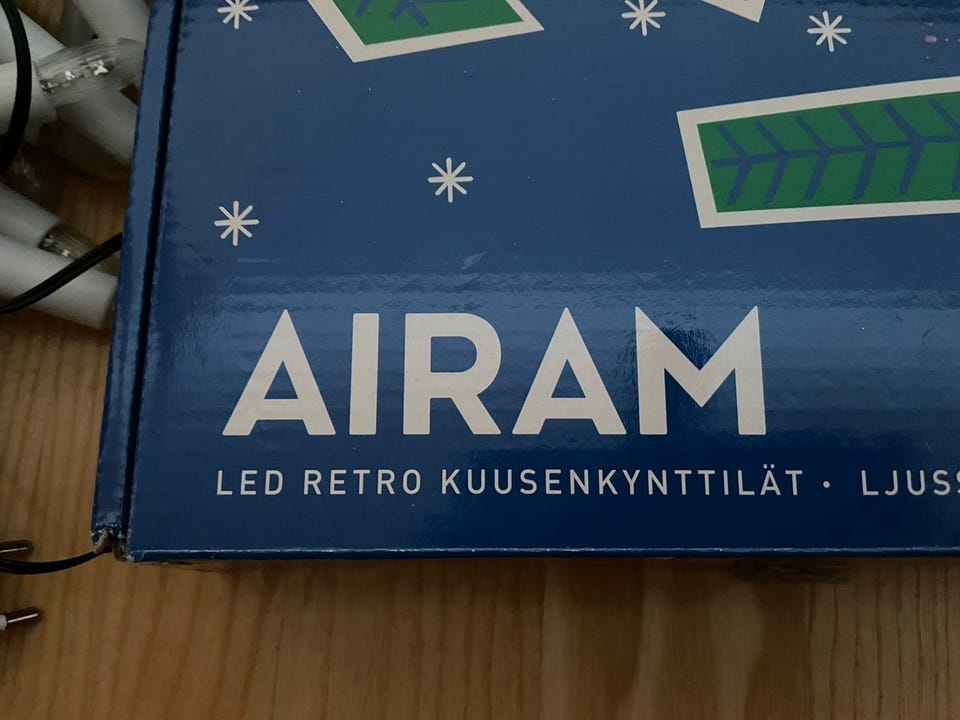 AIRAM
LED RETRO KUUSENKYNTTILÄT •